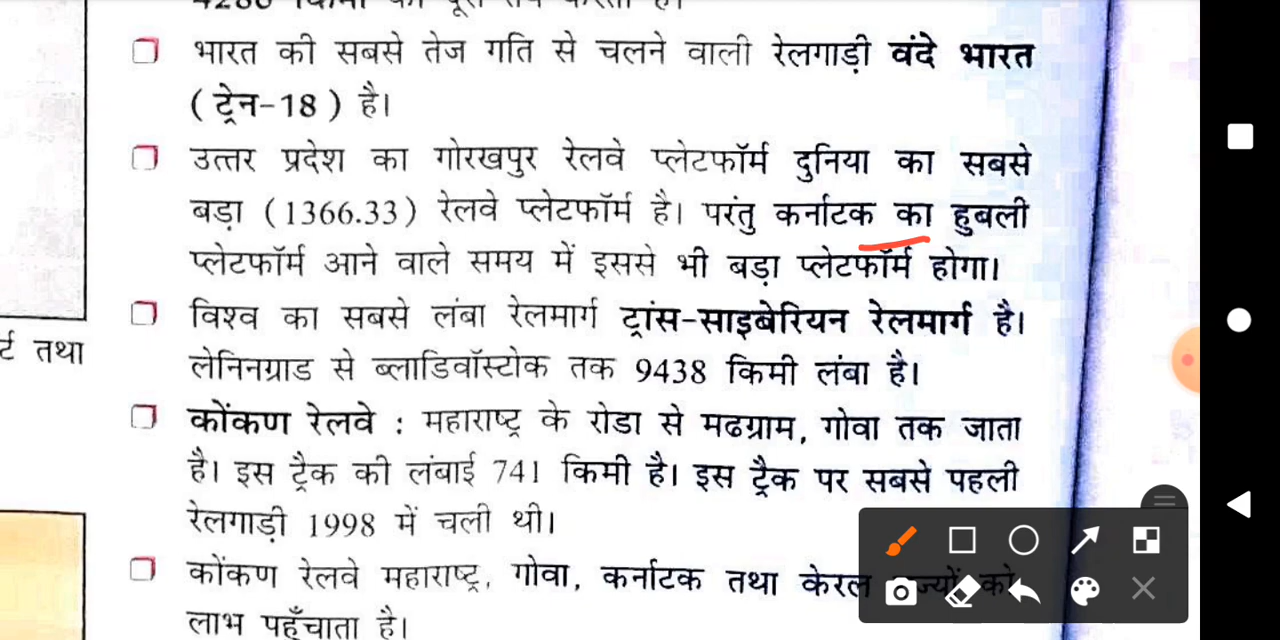 4286 किमी की दूरी तय करती है।
भारत की सबसे तेज गति से चलने वाली रेलगाड़ी वंदे भारत
(ट्रेन-18) है।
उत्तर प्रदेश का गोरखपुर रेलवे प्लेटफॉर्म दुनिया का सबसे
बड़ा (1366.33) रेलवे प्लेटफॉर्म है। परंतु कर्नाटक का हुबली
प्लेटफॉर्म आने वाले समय में इससे भी बड़ा प्लेटफॉर्म होगा।
विश्व का सबसे लंबा रेलमार्ग ट्रांस-साइबेरियन रेलमार्ग है।
र्ट तथा
लेनिनग्राड से ब्लाडिवॉस्टोक तक 9438 किमी लंबा है।
कोंकण रेलवे : महाराष्ट्र के रोडा से मढग्राम, गोवा तक जाता
है। इस ट्रैक की लंबाई 741 किमी है। इस ट्रैक पर सबसे पहली
रेलगाड़ी 1998 में चली थी।
कोंकण रेलवे महाराष्ट्र, गोवा, कर्नाटक तथा केरल राज्यों को
लाभ पहुँचाता है।